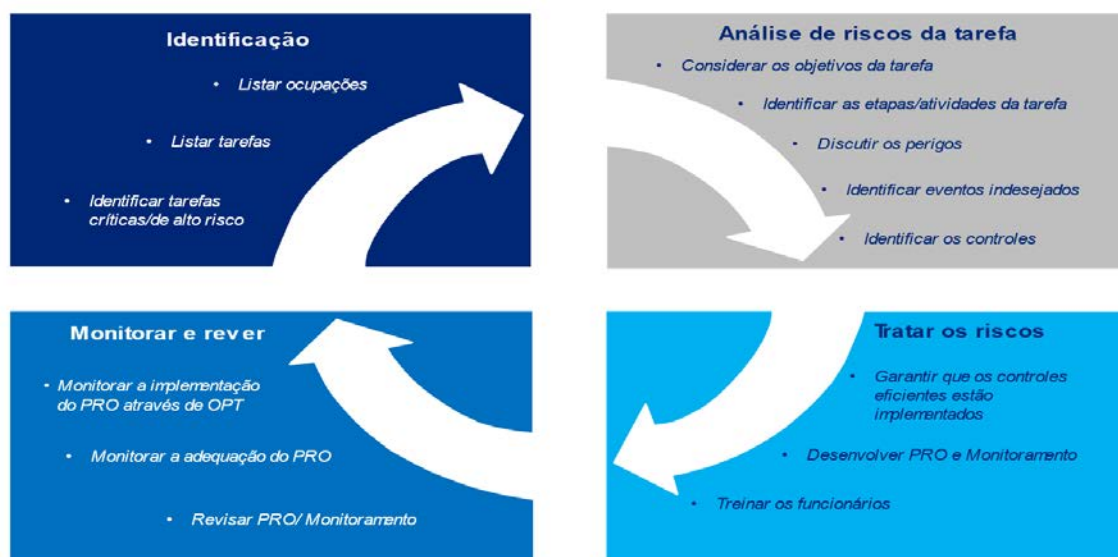 Identificação
• Listar ocupações
• Listar tarefas
• Identificar tarefas
críticas/de alto risco
Análise de riscos da tarefa
• Considerar os objetivos da tarefa
• Identificar as etapas/atividades da tarefa
• Discutir os perigos
• Identificar eventos indesejados
• Identificar os controles
Monitorar e rever
• Monitorar a implementação
do PRO através de OPT
• Monitorar a adequação do PRO
• Revisar PRO/ Monitoramento
Tratar os riscos
• Garantir que os controles
eficientes estão
implementados
• Desenvolver PRO e Monitoramento
• Treinar os funcionários